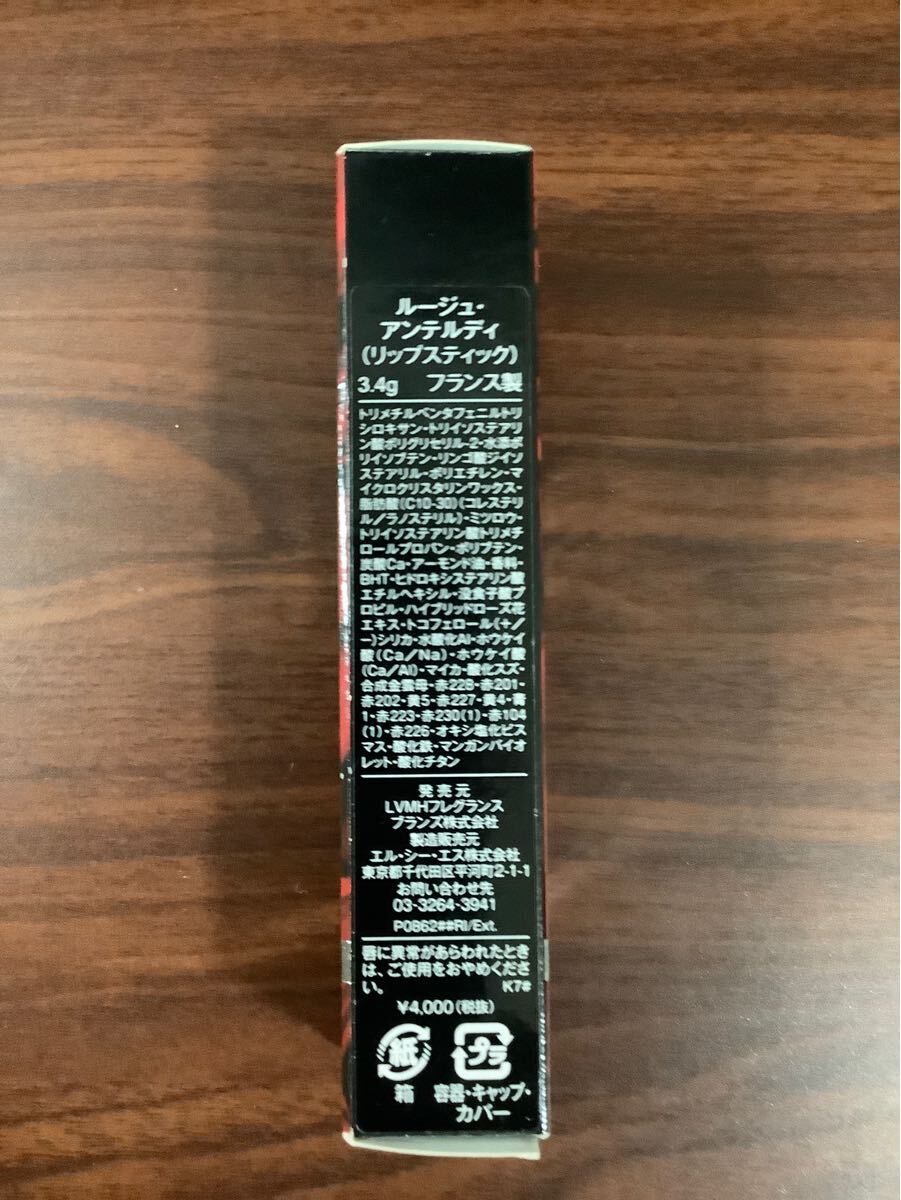 ルージュ・
アンテルディ
(リップスティック)
3.4g フランス製
トリメチルペンタフェニルトリ
シロキサン・トリイソステアリ
ン酸ポリグリセリル-2・水添ポ
リイソブテン・リンゴ酸ジイソ
ステアリル・ポリエチレン・マ
イクロクリスタリンワックス・
脂肪酸(C10-30)(コレステリ
ル/ラノステリル)・ミツロウ・
トリイソステアリン酸トリメチ
ロールプロパン・ポリブテン・
炭酸Ca・アーモンド油・香料・
BHT・ヒドロキシステアリン酸
エチルヘキシル・没食子酸プ
ロピル・ハイブリッドローズ花
エキス・トコフェロール(+/
-)シリカ・水酸化Al・ホウケイ
酸(Ca/Na)・ホウケイ酸
(Ca/Al)・マイカ・酸化スズ・
合成金雲母・赤228・赤201・
赤202・黄5・赤227・黄4・青
1・赤223・赤230(1)・赤104
(1)・赤226・オキシ塩化ビス
マス・酸化鉄・マンガンバイオ
レット・酸化チタン
発売元
LVMHフレグランス
ブランズ株式会社
製造販売元
エル・シー・エス株式会社
東京都千代田区平河町2-1-1
お問い合わせ先
03-3264-3941
P0862##RI/Ext.
唇に異常があらわれたとき
は、ご使用をおやめくださ
い。 K7#
¥4,000(税抜)
紙 プラ
箱 容器・キャップ・
カバー